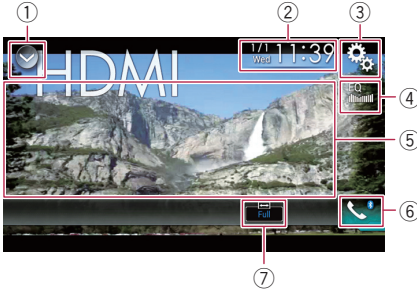 ① ② ③
HDMI
1/1
Wed
11:39
EQ
④
⑤
Full
⑥
⑦